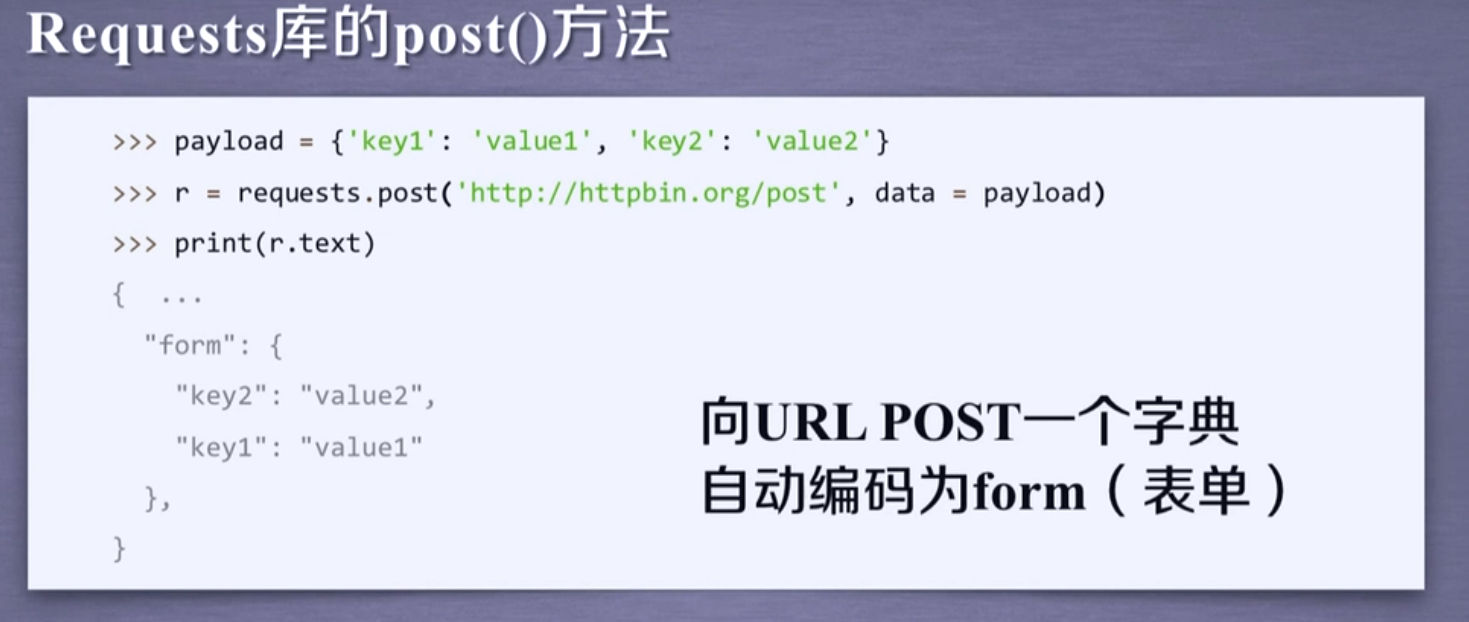 Requests库的post()方法
>>> payload = {'key1': 'value1', 'key2': 'value2'}
>>> r = requests.post('http://httpbin.org/post', data = payload)
>>> print(r.text)
{  ...
  "form": {
    "key2": "value2",
    "key1": "value1"
  },
}
向URL POST一个字典
自动编码为form（表单）